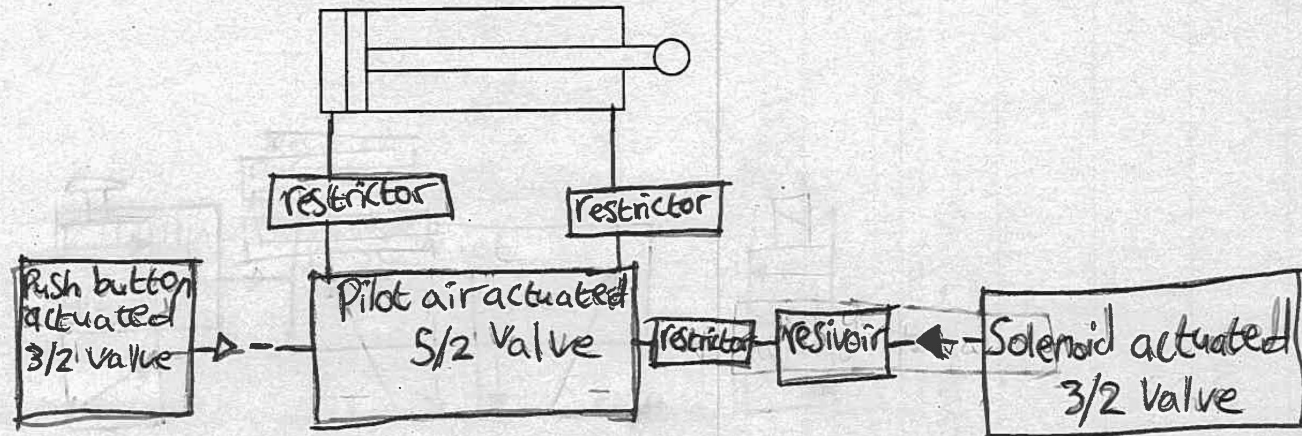 restrictor
restrictor
Push button
actuated
3/2 Valve
Pilot air actuated
5/2 Valve
restrictor
resivoir
Solenoid actuated
3/2 Valve